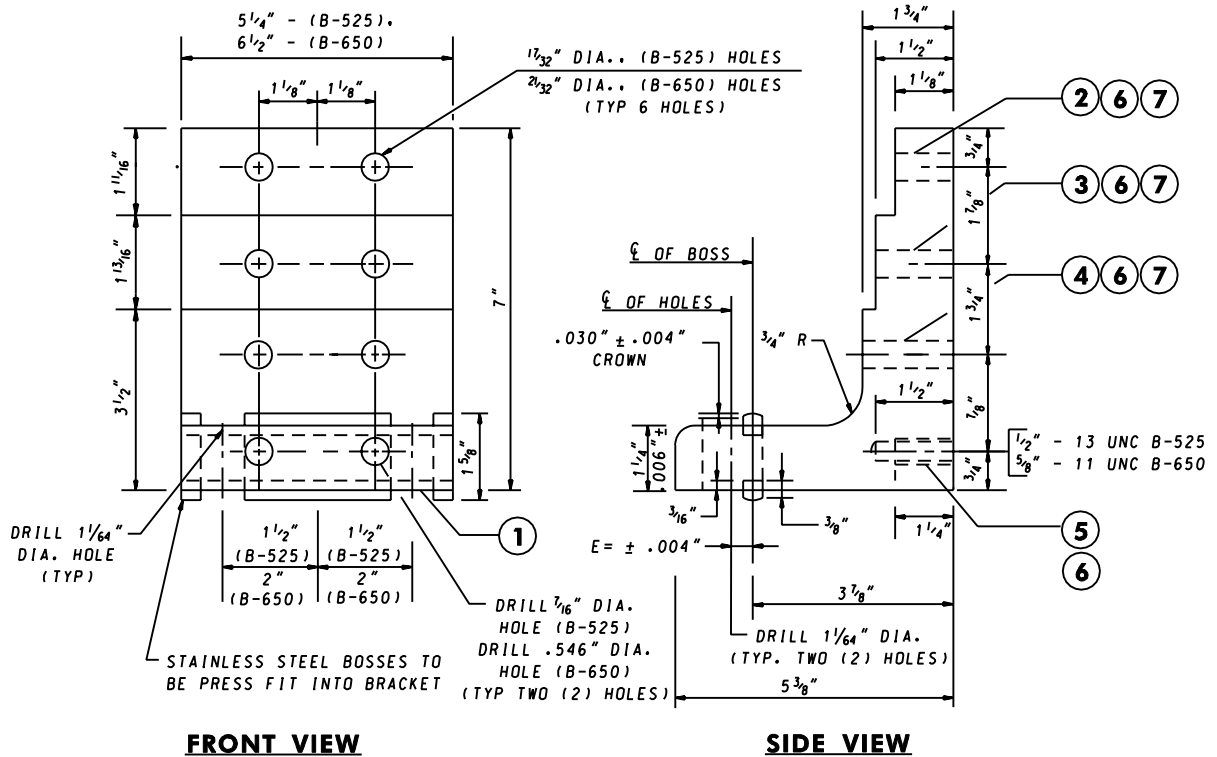 5 1/4" - (B-525).
6 1/2" - (B-650)
17/32" DIA.. (B-525) HOLES
21/32" DIA.. (B-650) HOLES
(TYP 6 HOLES)
1 1/8"
1 1/8"
1 11/16"
1 13/16"
3 1/2"
7"
1 5/8"
DRILL 1 1/64"
DIA. HOLE
(TYP)
1 1/2"
(B-525)
2"
(B-650)
1 1/2"
(B-525)
2"
(B-650)
1
STAINLESS STEEL BOSSES TO
BE PRESS FIT INTO BRACKET
DRILL 7/16" DIA.
HOLE (B-525)
DRILL .546" DIA.
HOLE (B-650)
(TYP TWO (2) HOLES)
FRONT VIEW
1 3/4"
1 1/2"
1 1/8"
2 6 7
3/4"
3 6 7
1 7/8"
4 6 7
1 3/4"
℄ OF BOSS
℄ OF HOLES
.030" ± .004"
CROWN
3/4" R
1 1/2"
7/8"
1 1/4"
.006" ±
1/2" - 13 UNC B-525
5/8" - 11 UNC B-650
3/4"
3/16"
3/8"
1 1/4"
5
6
E= ± .004"
3 7/8"
DRILL 1 1/64" DIA.
(TYP. TWO (2) HOLES)
5 3/8"
SIDE VIEW